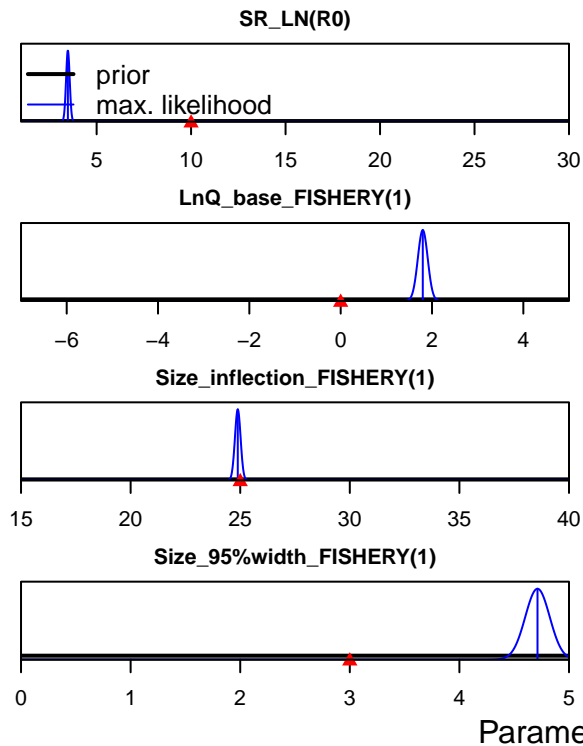 SR_LN(R0)
prior
max. likelihood
5 10 15 20 25 30
LnQ_base_FISHERY(1)
−6 −4 −2 0 2 4
Size_inflection_FISHERY(1)
15 20 25 30 35 40
Size_95%width_FISHERY(1)
0 1 2 3 4 5
Parame